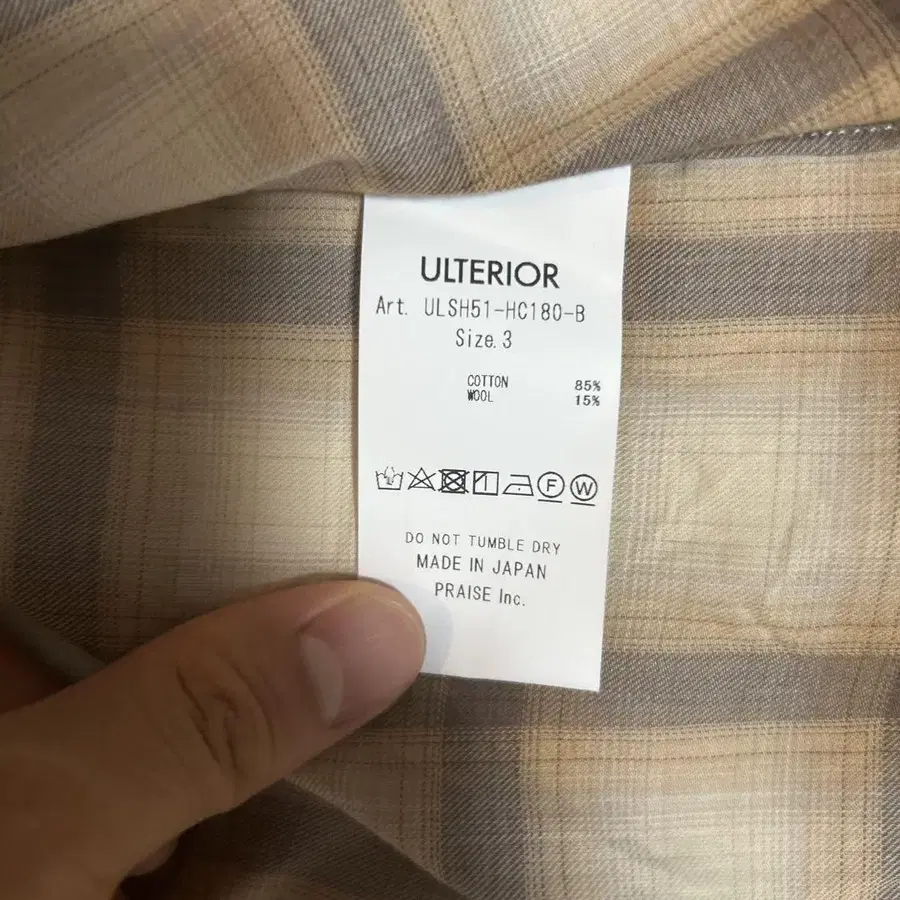 ULTERIOR
Art. ULSH51-HC180-B
Size.3
COTTON 85%
WOOL 15%
F W
DO NOT TUMBLE DRY
MADE IN JAPAN
PRAISE Inc.